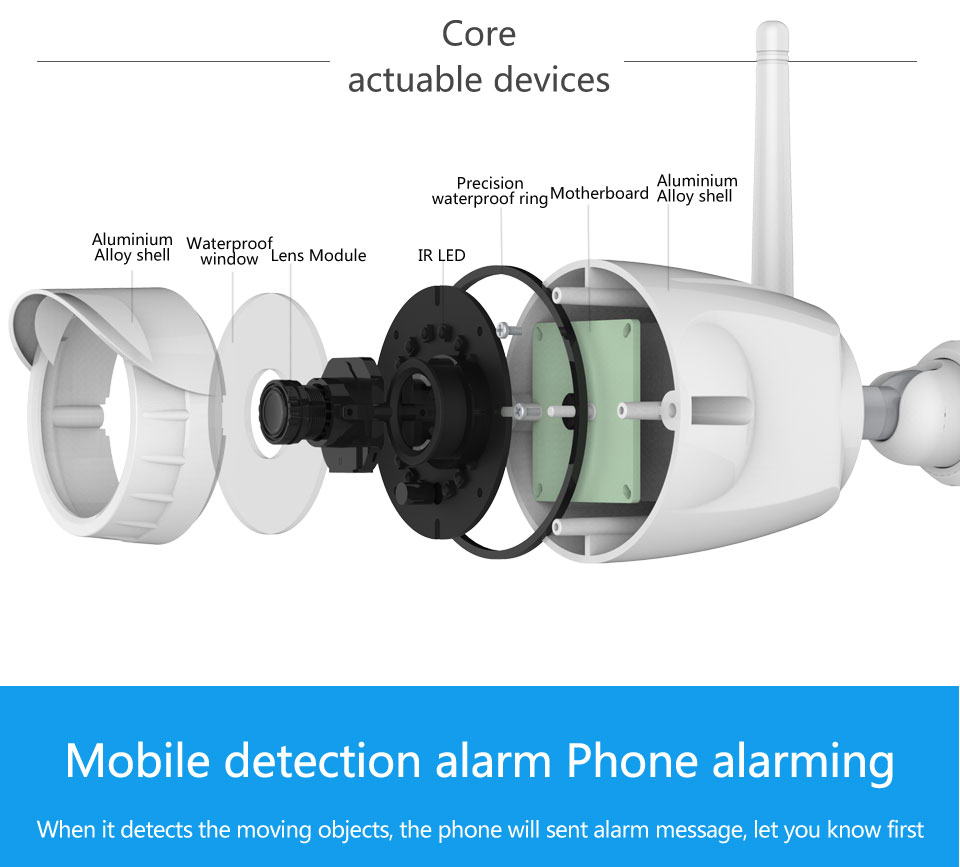 Core
actuable devices
Precision
waterproof ring
Motherboard
Aluminium
Alloy shell
Aluminium
Alloy shell
Waterproof
window
Lens Module
IR LED
Mobile detection alarm Phone alarming
When it detects the moving objects, the phone will sent alarm message, let you know first